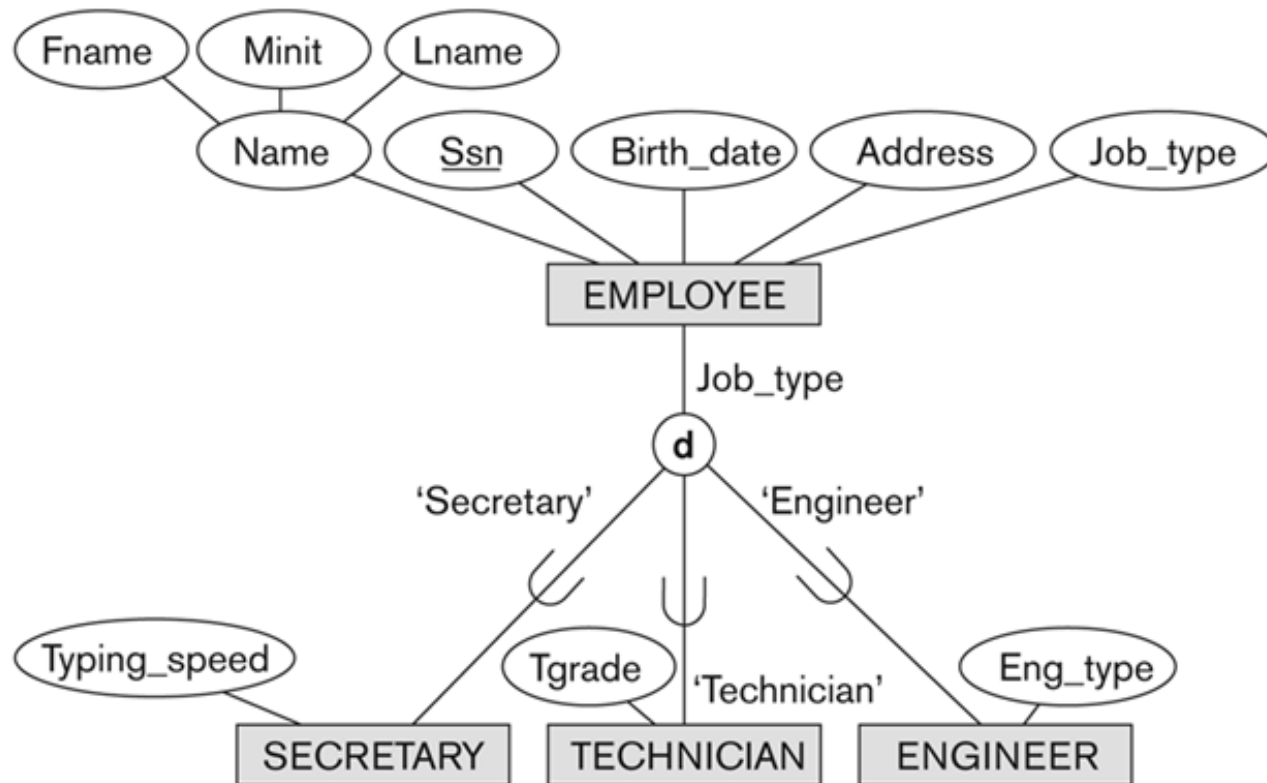 Fname Minit Lname
Name Ssn Birth_date Address Job_type
EMPLOYEE
Job_type
d
‘Secretary’ ‘Engineer’
Typing_speed Tgrade Eng_type
‘Technician’
SECRETARY TECHNICIAN ENGINEER